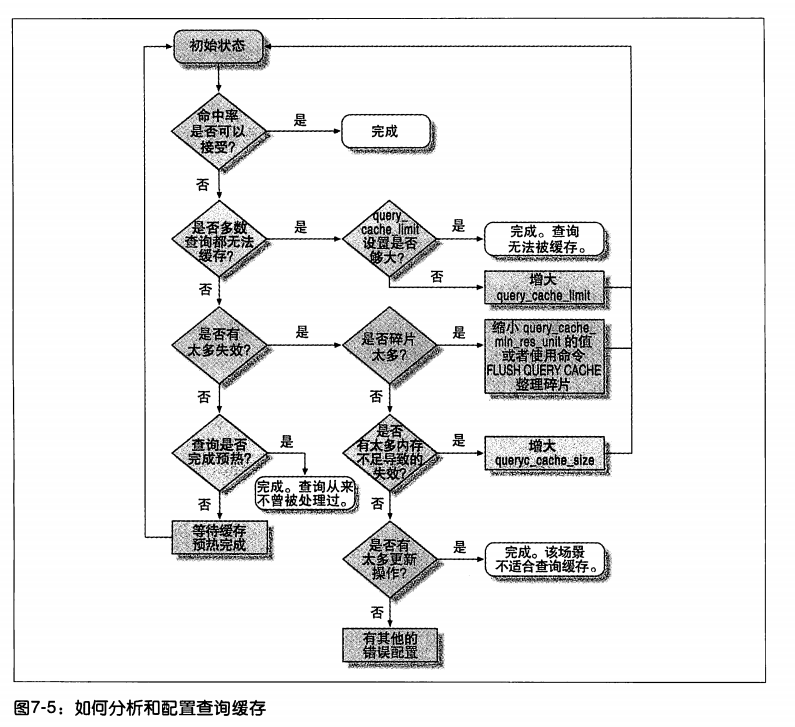 初始状态
命中率
是否可以
接受？
是
完成
否
是否多数
查询都无法
缓存？
是
query_
cache_limit
设置是否
够大？
是
完成。查询
无法被缓存。
否
增大
query_cache_limit
否
是否有
太多失效？
是
是否碎片
太多？
是
缩小 query_cache_
min_res_unit 的值
或者使用命令
FLUSH QUERY CACHE
整理碎片
否
否
查询是否
完成预热？
是
完成。查询从来
不曾被处理过。
是否
有太多内存
不足导致的
失效？
是
增大
queryc_cache_size
否
等待缓存
预热完成
否
是否有
太多更新
操作？
是
完成。该场景
不适合查询缓存。
否
有其他的
错误配置
图7-5：如何分析和配置查询缓存